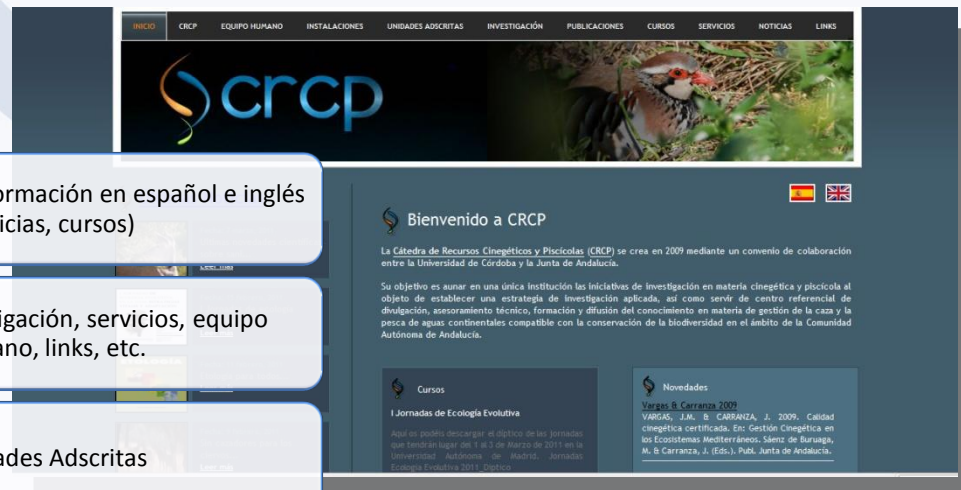 INICIO CRCP EQUIPO HUMANO INSTALACIONES UNIDADES ADSCRITAS INVESTIGACIÓN PUBLICACIONES CURSOS SERVICIOS NOTICIAS LINKS
crcp
ormación en español e inglés
icias, cursos)
Leer más
igación, servicios, equipo
ano, links, etc.
ades Adscritas
Leer más
Bienvenido a CRCP
La Cátedra de Recursos Cinegéticos y Piscícolas (CRCP) se crea en 2009 mediante un convenio de colaboración
entre la Universidad de Córdoba y la Junta de Andalucía.
Su objetivo es aunar en una única institución las iniciativas de investigación en materia cinegética y piscícola al
objeto de establecer una estrategia de investigación aplicada, así como servir de centro referencial de
divulgación, asesoramiento técnico, formación y difusión del conocimiento en materia de gestión de la caza y la
pesca de aguas continentales compatible con la conservación de la biodiversidad en el ámbito de la Comunidad
Autónoma de Andalucía.
Cursos
I Jornadas de Ecología Evolutiva
Aquí os podéis descargar el díptico de las jornadas
que tendrán lugar del 1 al 3 de Marzo de 2011 en la
Universidad Autónoma de Madrid. Jornadas
Ecología Evolutiva 2011_Diptico
Novedades
Vargas & Carranza 2009
VARGAS, J.M. & CARRANZA, J. 2009. Calidad
cinegética certificada. En: Gestión Cinegética en
los Ecosistemas Mediterráneos. Sáenz de Buruaga,
M. & Carranza, J. (Eds.). Publ. Junta de Andalucía.